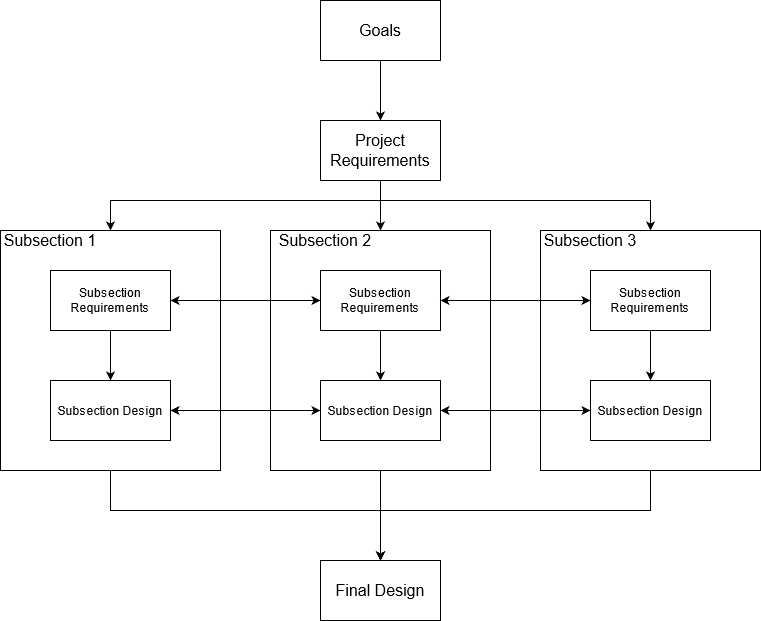 Goals
Project
Requirements
Subsection 1
Subsection 2
Subsection 3
Subsection
Requirements
Subsection
Requirements
Subsection
Requirements
Subsection Design
Subsection Design
Subsection Design
Final Design